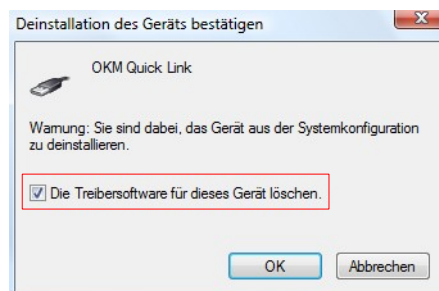 Deinstallation des Geräts bestätigen
OKM Quick Link
Warnung: Sie sind dabei, das Gerät aus der Systemkonfiguration
zu deinstallieren.
Die Treibersoftware für dieses Gerät löschen.
OK Abbrechen